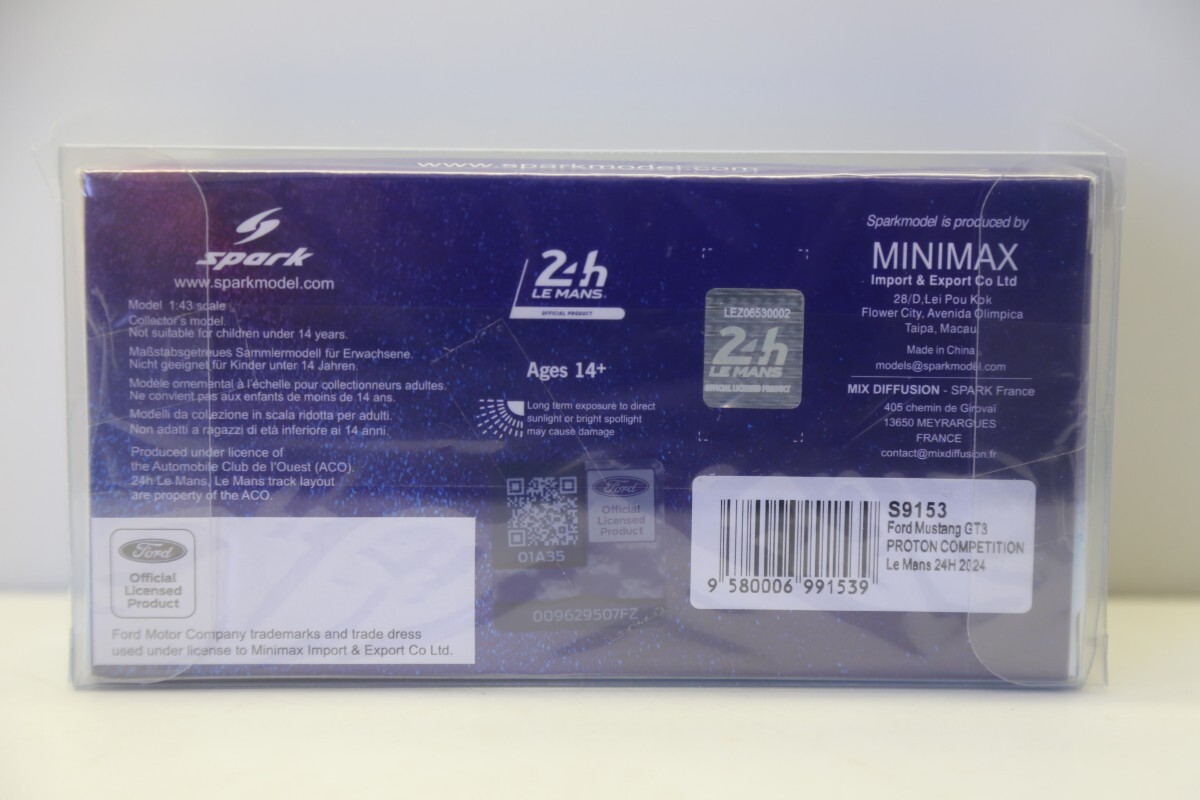 www.sparkmodel.com
spark
www.sparkmodel.com
Model 1:43 scale
Collector's model
Not suitable for children under 14 years.
Maßstabsgetreues Sammlermodell für Erwachsene.
Nicht geeignet für Kinder unter 14 Jahren.
Modèle ornemental à l'échelle pour collectionneurs adultes.
Ne convient pas aux enfants de moins de 14 ans.
Modelli da collezione in scala ridotta per adulti.
Non adatti a ragazzi di età inferiore ai 14 anni.
Produced under licence of
the Automobile Club de l'Ouest (ACO).
24h Le Mans, Le Mans track layout
are property of the ACO.
Ford
Official
Licensed
Product
Ford Motor Company trademarks and trade dress
used under license to Minimax Import & Export Co Ltd.
24h
LE MANS
OFFICIAL PRODUCT
Ages 14+
Long term exposure to direct
sunlight or bright spotlight
may cause damage
01A35
Ford
Official
Licensed
Product
009629507FZ
LEZ06530002
24h
LE MANS
OFFICIAL LICENSED PRODUCT
Sparkmodel is produced by
MINIMAX
Import & Export Co Ltd
28/D,Lei Pou Kok
Flower City, Avenida Olimpica
Taipa, Macau
Made in China
models@sparkmodel.com
MIX DIFFUSION - SPARK France
405 chemin de Girovaï
13650 MEYRARGUES
FRANCE
contact@mixdiffusion.fr
S9153
Ford Mustang GT3
PROTON COMPETITION
Le Mans 24H 2024
9 580006 991539